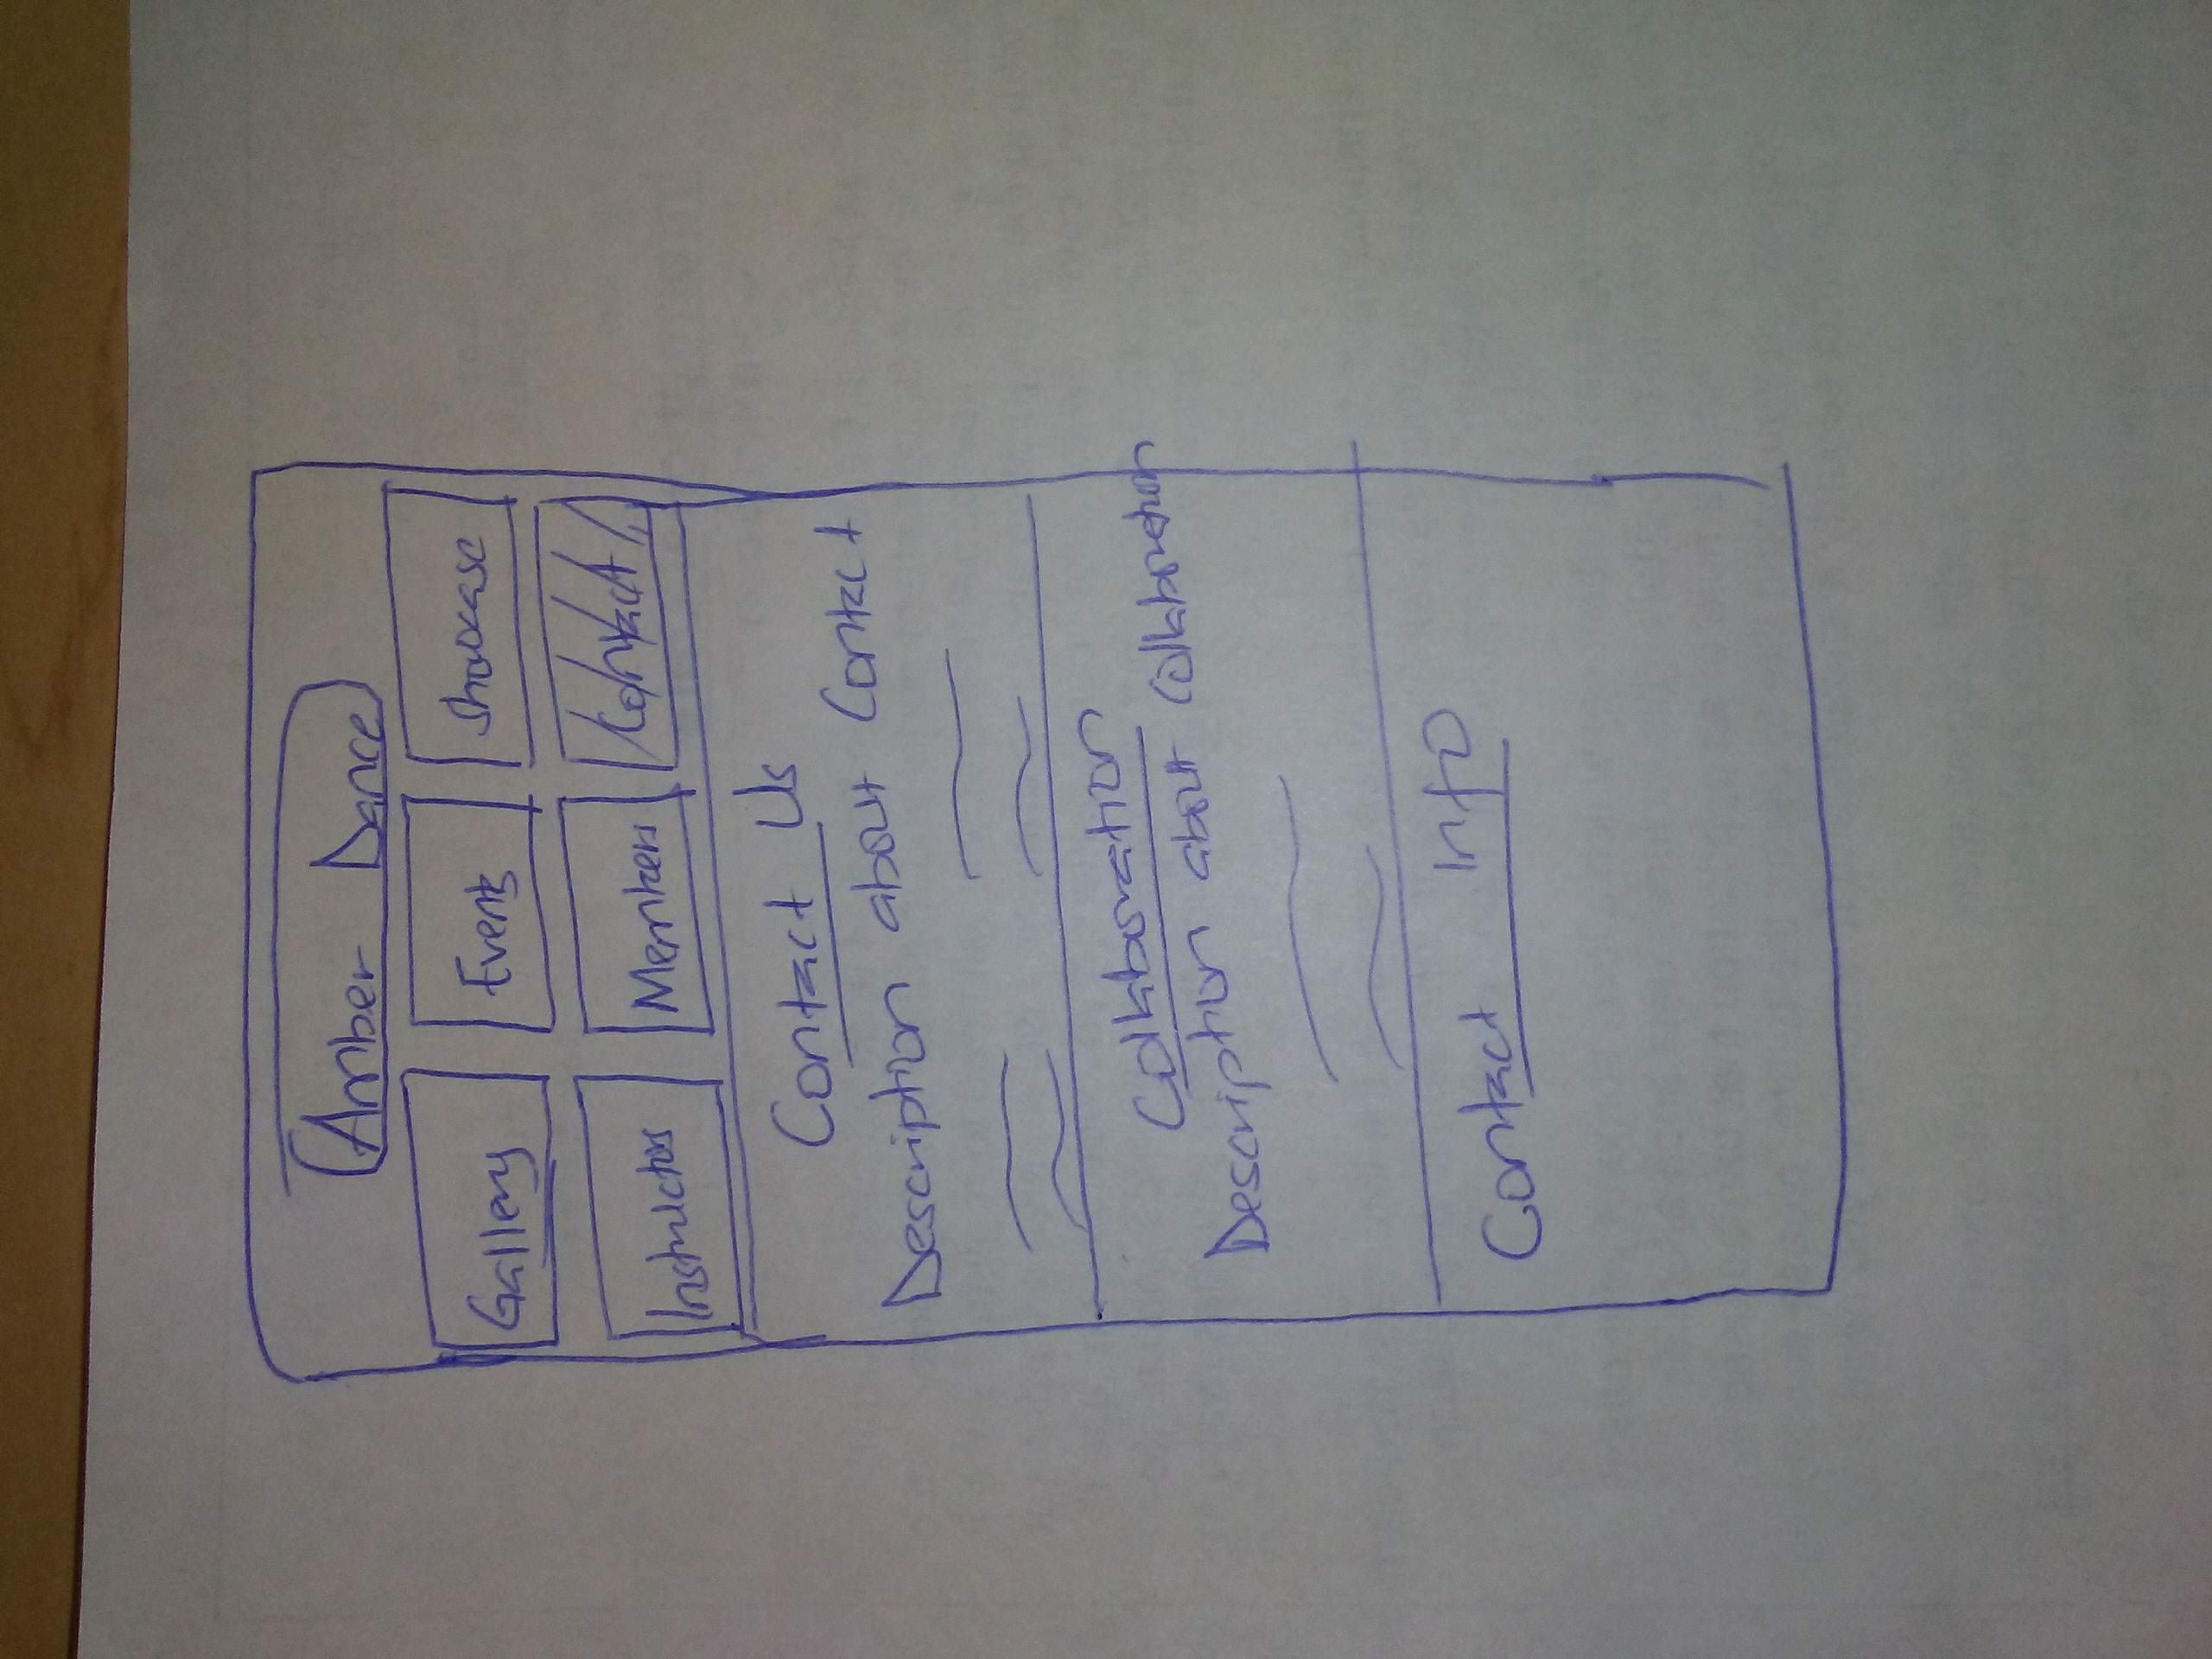 Amber Dance
Gallery Events Showcase
Instructors Members Contact
Contact Us
Description about Contact
Collaboration
Description about Collaboration
Contact Info